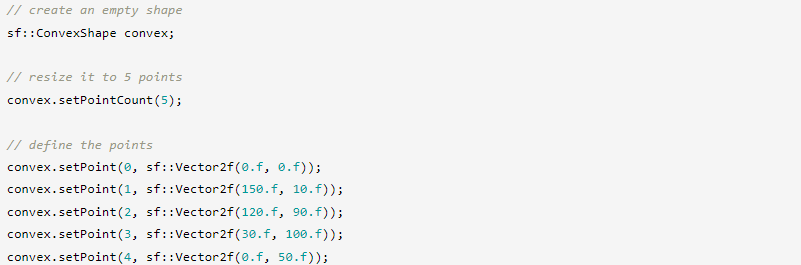 // create an empty shape
sf::ConvexShape convex;
// resize it to 5 points
convex.setPointCount(5);
// define the points
convex.setPoint(0, sf::Vector2f(0.f, 0.f));
convex.setPoint(1, sf::Vector2f(150.f, 10.f));
convex.setPoint(2, sf::Vector2f(120.f, 90.f));
convex.setPoint(3, sf::Vector2f(30.f, 100.f));
convex.setPoint(4, sf::Vector2f(0.f, 50.f));